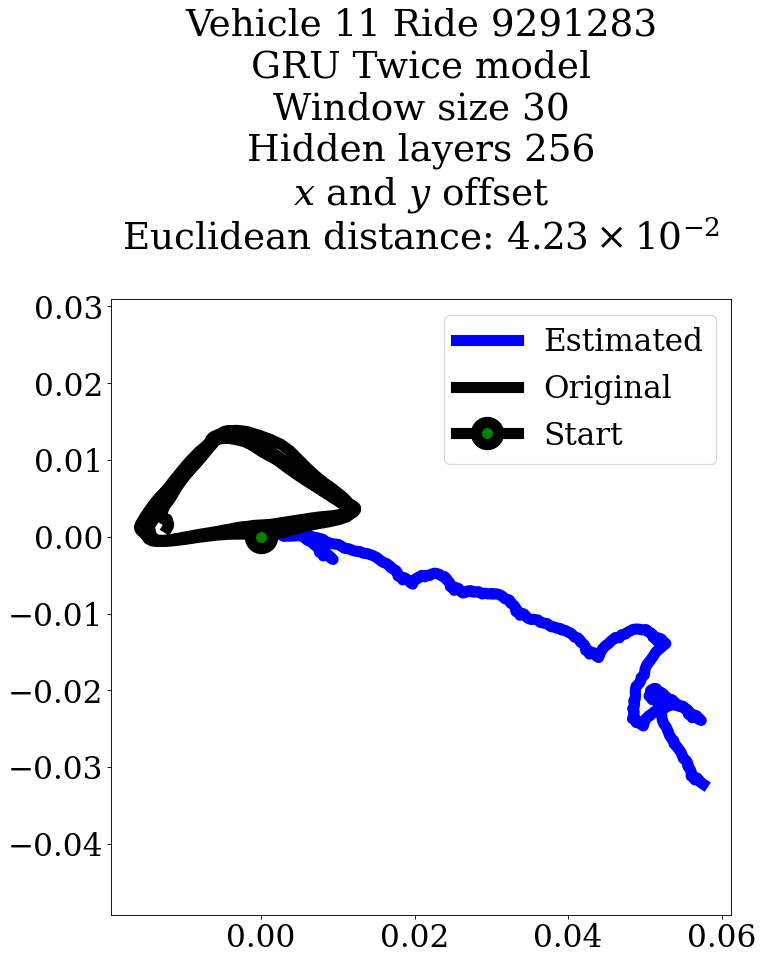 Vehicle 11 Ride 9291283
GRU Twice model
Window size 30
Hidden layers 256
x and y offset
Euclidean distance: 4.23 × 10⁻²
Estimated
Original
Start
0.03
0.02
0.01
0.00
−0.01
−0.02
−0.03
−0.04
0.00 0.02 0.04 0.06